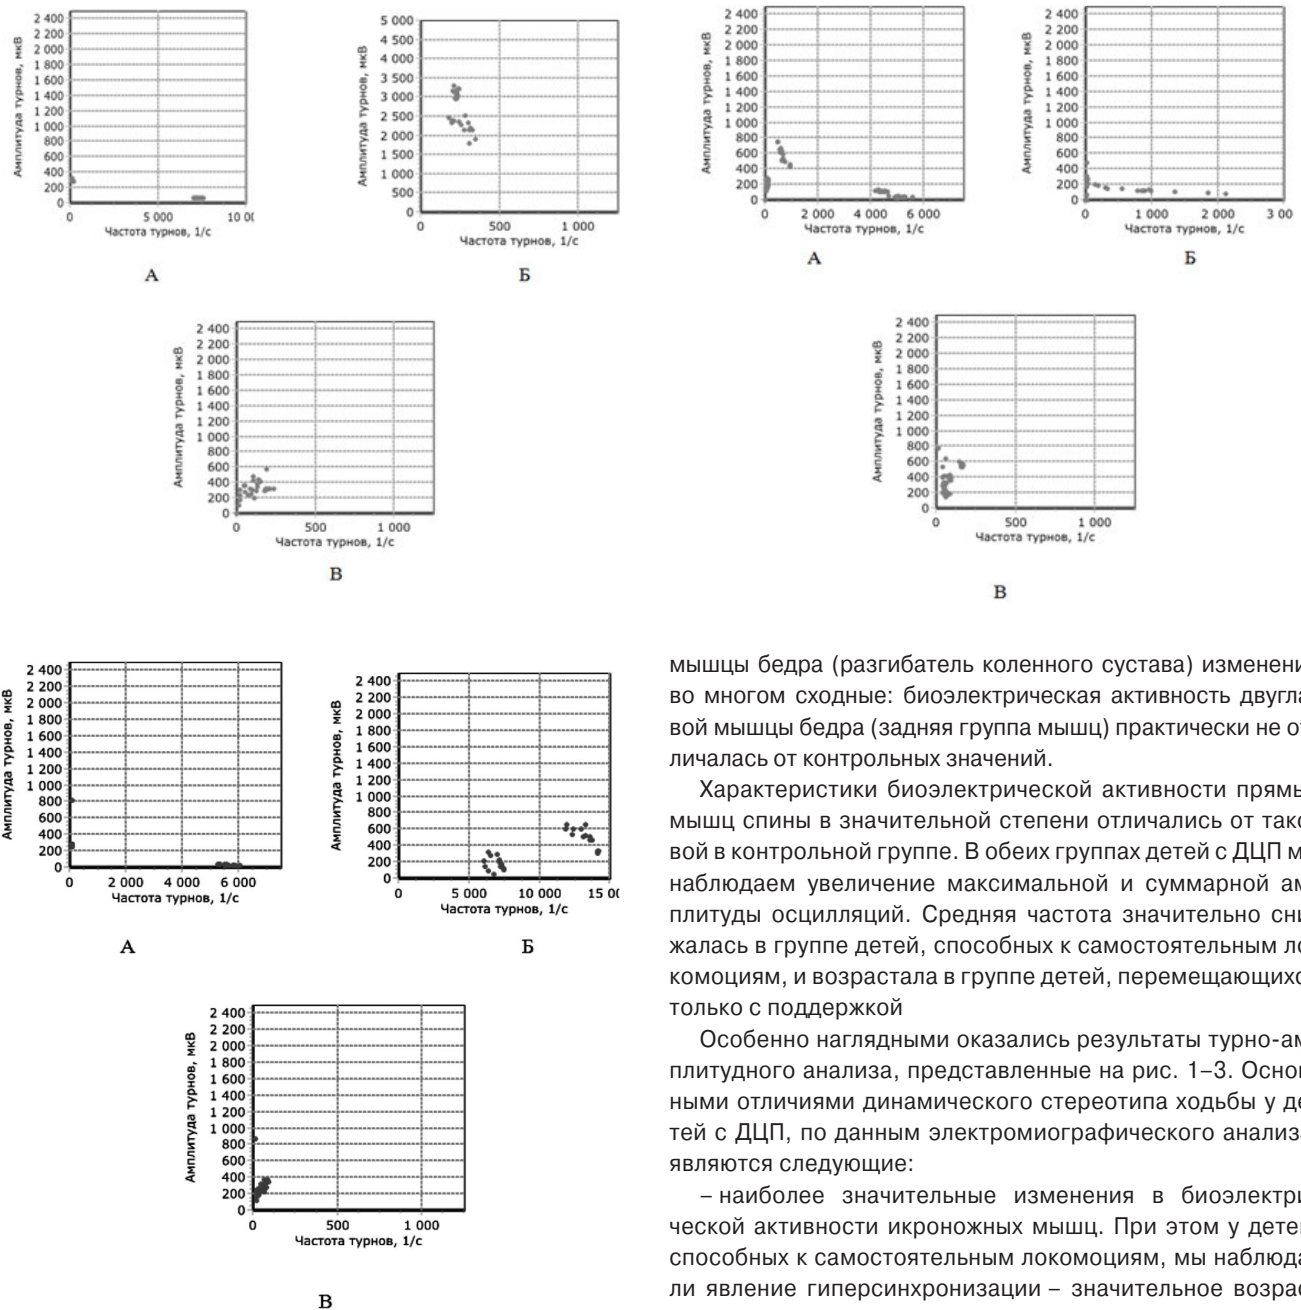 2 400
2 200
2 000
1 800
1 600
1 400
1 200
1 000
800
600
400
200
0
Амплитуда турнов, мкВ
0 5 000 10 00
Частота турнов, 1/с
А
5 000
4 500
4 000
3 500
3 000
2 500
2 000
1 500
1 000
500
0
Амплитуда турнов, мкВ
0 500 1 000
Частота турнов, 1/с
Б
2 400
2 200
2 000
1 800
1 600
1 400
1 200
1 000
800
600
400
200
0
Амплитуда турнов, мкВ
0 500 1 000
Частота турнов, 1/с
В
2 400
2 200
2 000
1 800
1 600
1 400
1 200
1 000
800
600
400
200
0
Амплитуда турнов, мкВ
0 2 000 4 000 6 000
Частота турнов, 1/с
А
2 400
2 200
2 000
1 800
1 600
1 400
1 200
1 000
800
600
400
200
0
Амплитуда турнов, мкВ
0 1 000 2 000 3 00
Частота турнов, 1/с
Б
2 400
2 200
2 000
1 800
1 600
1 400
1 200
1 000
800
600
400
200
0
Амплитуда турнов, мкВ
0 500 1 000
Частота турнов, 1/с
В
2 400
2 200
2 000
1 800
1 600
1 400
1 200
1 000
800
600
400
200
0
Амплитуда турнов, мкВ
0 2 000 4 000 6 000
Частота турнов, 1/с
А
2 400
2 200
2 000
1 800
1 600
1 400
1 200
1 000
800
600
400
200
0
Амплитуда турнов, мкВ
0 5 000 10 000 15 00
Частота турнов, 1/с
Б
2 400
2 200
2 000
1 800
1 600
1 400
1 200
1 000
800
600
400
200
0
Амплитуда турнов, мкВ
0 500 1 000
Частота турнов, 1/с
В
мышцы бедра (разгибатель коленного сустава) изменени
во многом сходные: биоэлектрическая активность двугла
вой мышцы бедра (задняя группа мышц) практически не от
личалась от контрольных значений.
Характеристики биоэлектрической активности прямы
мышц спины в значительной степени отличались от тако
вой в контрольной группе. В обеих группах детей с ДЦП м
наблюдаем увеличение максимальной и суммарной ам
плитуды осцилляций. Средняя частота значительно сни
жалась в группе детей, способных к самостоятельным ло
комоциям, и возрастала в группе детей, перемещающихс
только с поддержкой
Особенно наглядными оказались результаты турно-ам
плитудного анализа, представленные на рис. 1–3. Основ
ными отличиями динамического стереотипа ходьбы у де
тей с ДЦП, по данным электромиографического анализа
являются следующие:
– наиболее значительные изменения в биоэлектри
ческой активности икроножных мышц. При этом у детей
способных к самостоятельным локомоциям, мы наблюда
ли явление гиперсинхронизации – значительное возрас